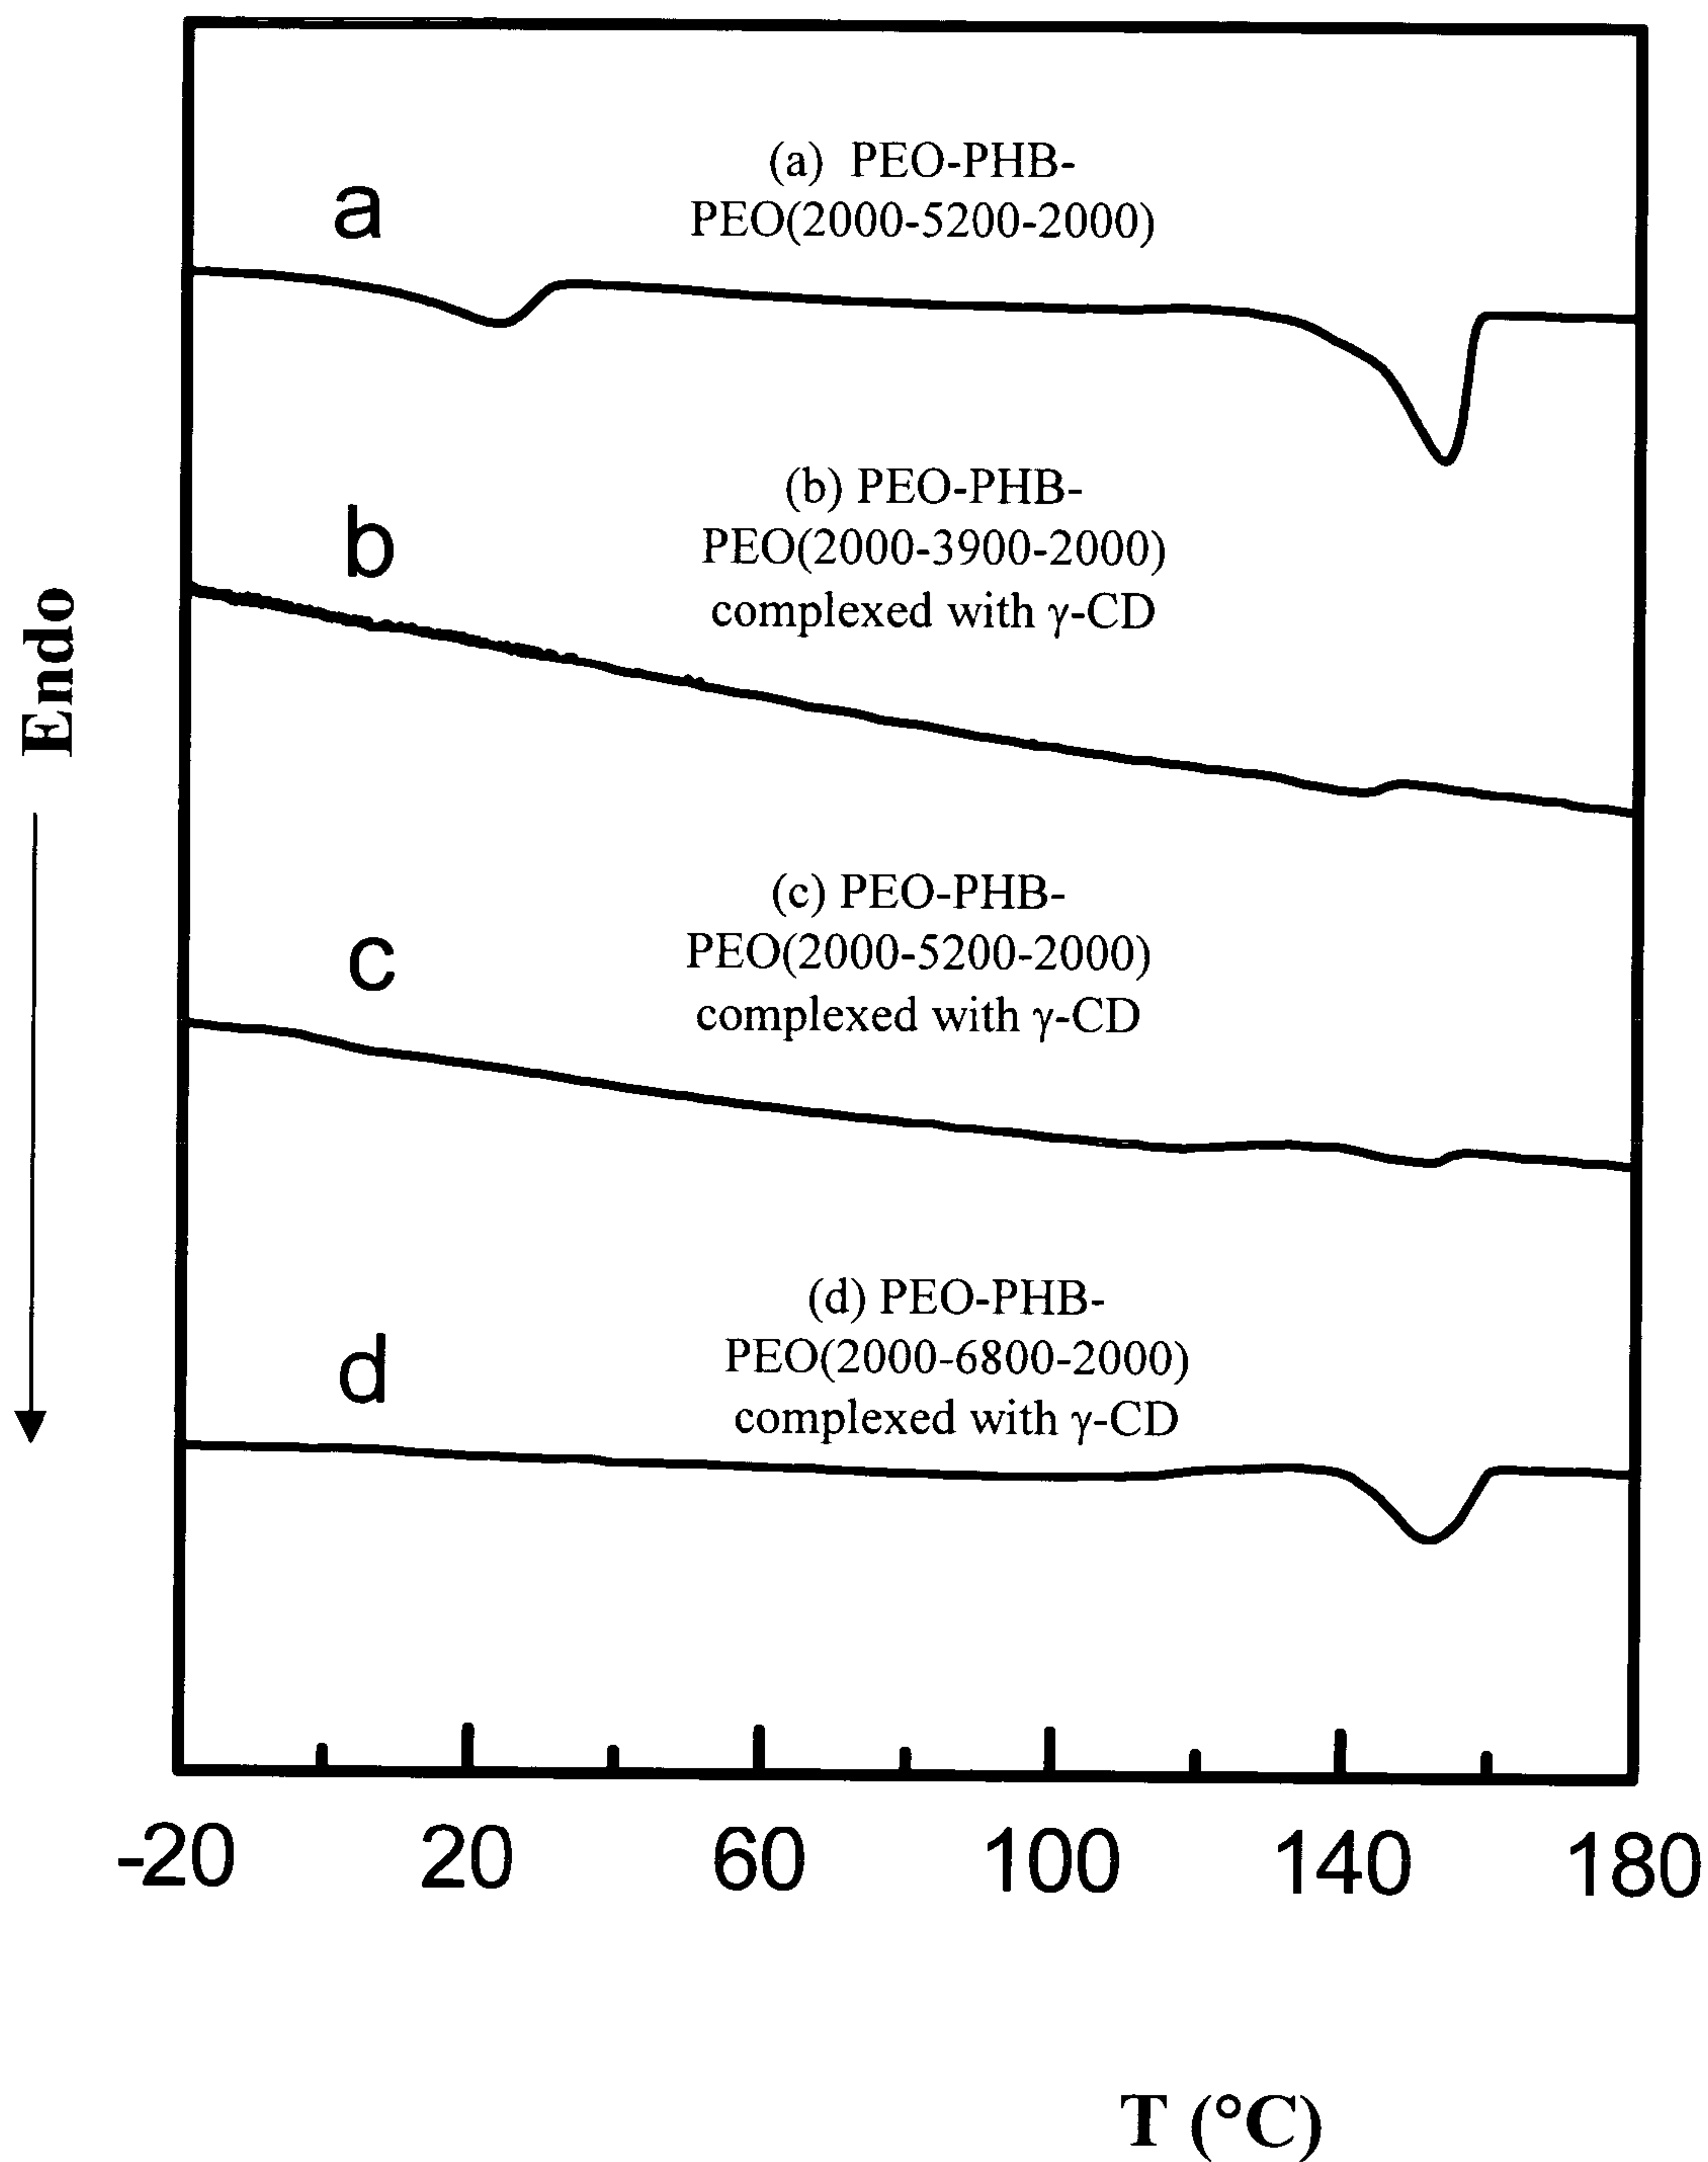 a
(a) PEO-PHB-
PEO(2000-5200-2000)
b
(b) PEO-PHB-
PEO(2000-3900-2000)
complexed with γ-CD
Endo
c
(c) PEO-PHB-
PEO(2000-5200-2000)
complexed with γ-CD
d
(d) PEO-PHB-
PEO(2000-6800-2000)
complexed with γ-CD
-20 20 60 100 140 180
T (°C)